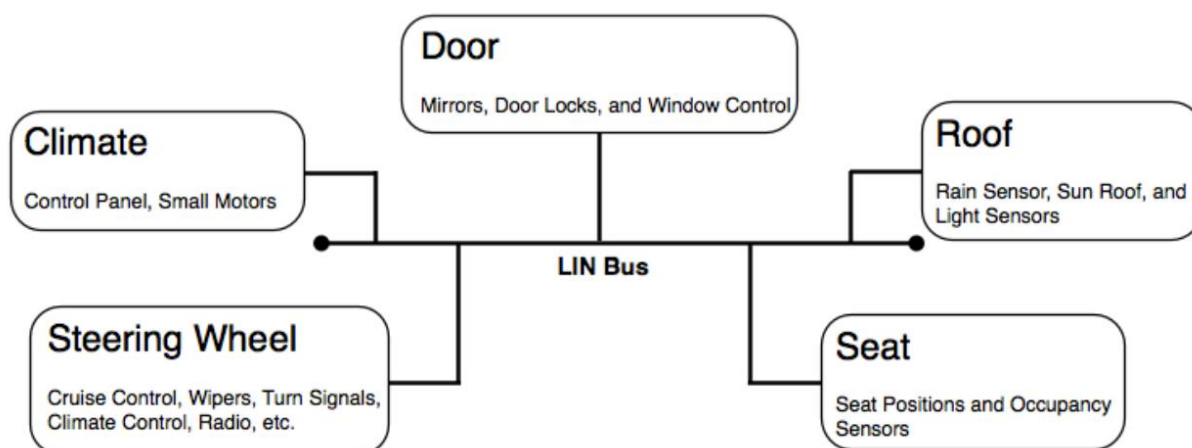 Door
Mirrors, Door Locks, and Window Control
Climate
Control Panel, Small Motors
Roof
Rain Sensor, Sun Roof, and
Light Sensors
LIN Bus
Steering Wheel
Cruise Control, Wipers, Turn Signals,
Climate Control, Radio, etc.
Seat
Seat Positions and Occupancy
Sensors